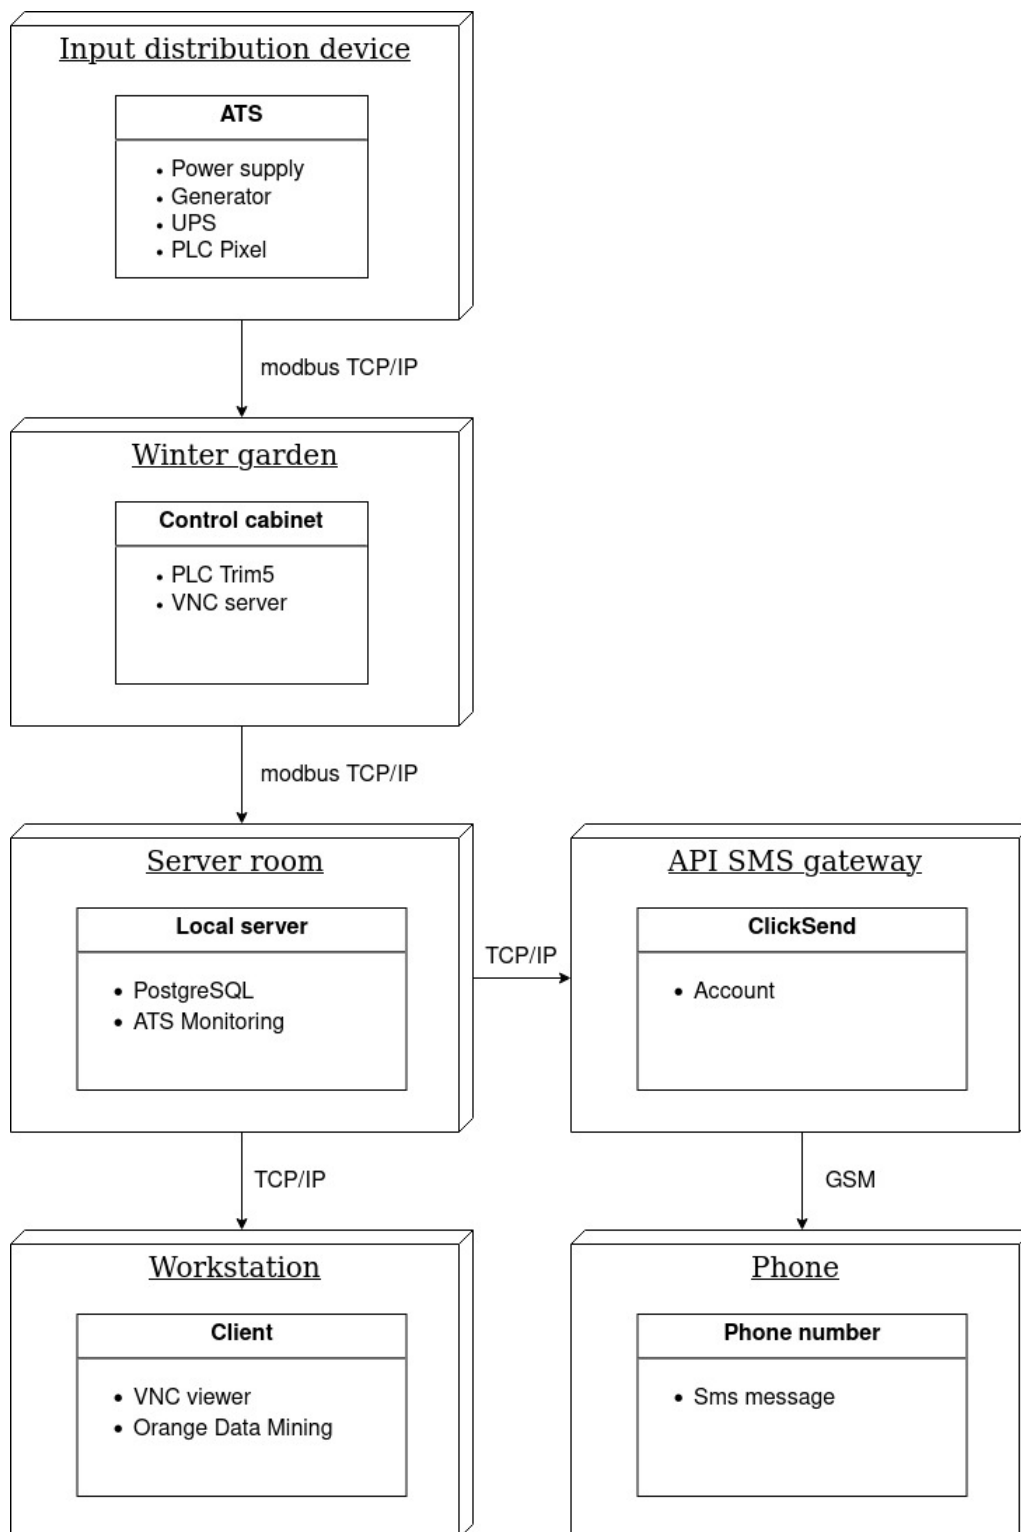 Input distribution device
ATS
• Power supply
• Generator
• UPS
• PLC Pixel
modbus TCP/IP
Winter garden
Control cabinet
• PLC Trim5
• VNC server
modbus TCP/IP
Server room
Local server
• PostgreSQL
• ATS Monitoring
TCP/IP
API SMS gateway
ClickSend
• Account
TCP/IP
GSM
Workstation
Client
• VNC viewer
• Orange Data Mining
Phone
Phone number
• Sms message